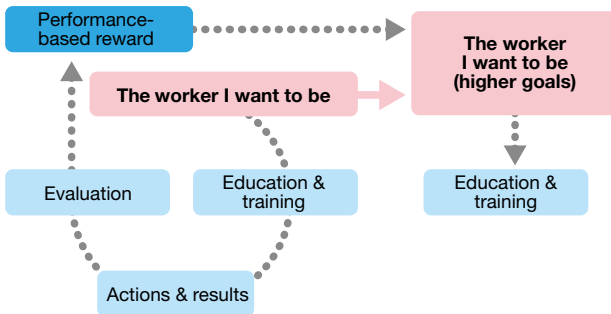 Performance-
based reward
The worker
I want to be
(higher goals)
The worker I want to be
Evaluation
Education &
training
Education &
training
Actions & results